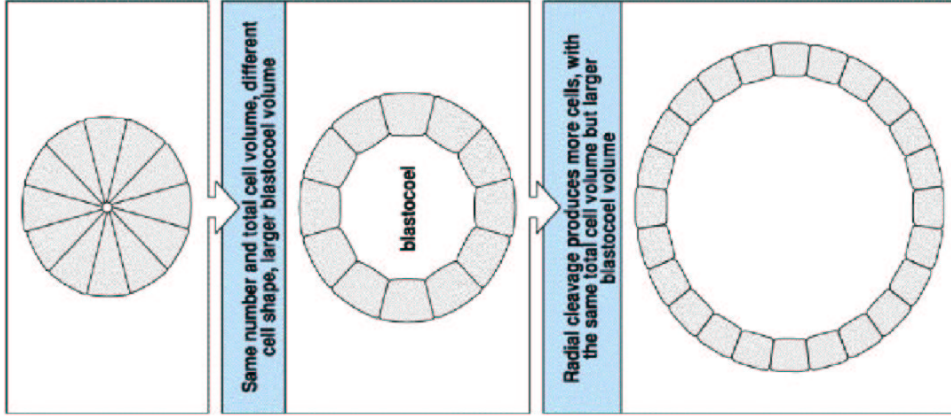 Same number and total cell volume, different
cell shape, larger blastocoel volume
blastocoel
Radial cleavage produces more cells, with
the same total cell volume but larger
blastocoel volume